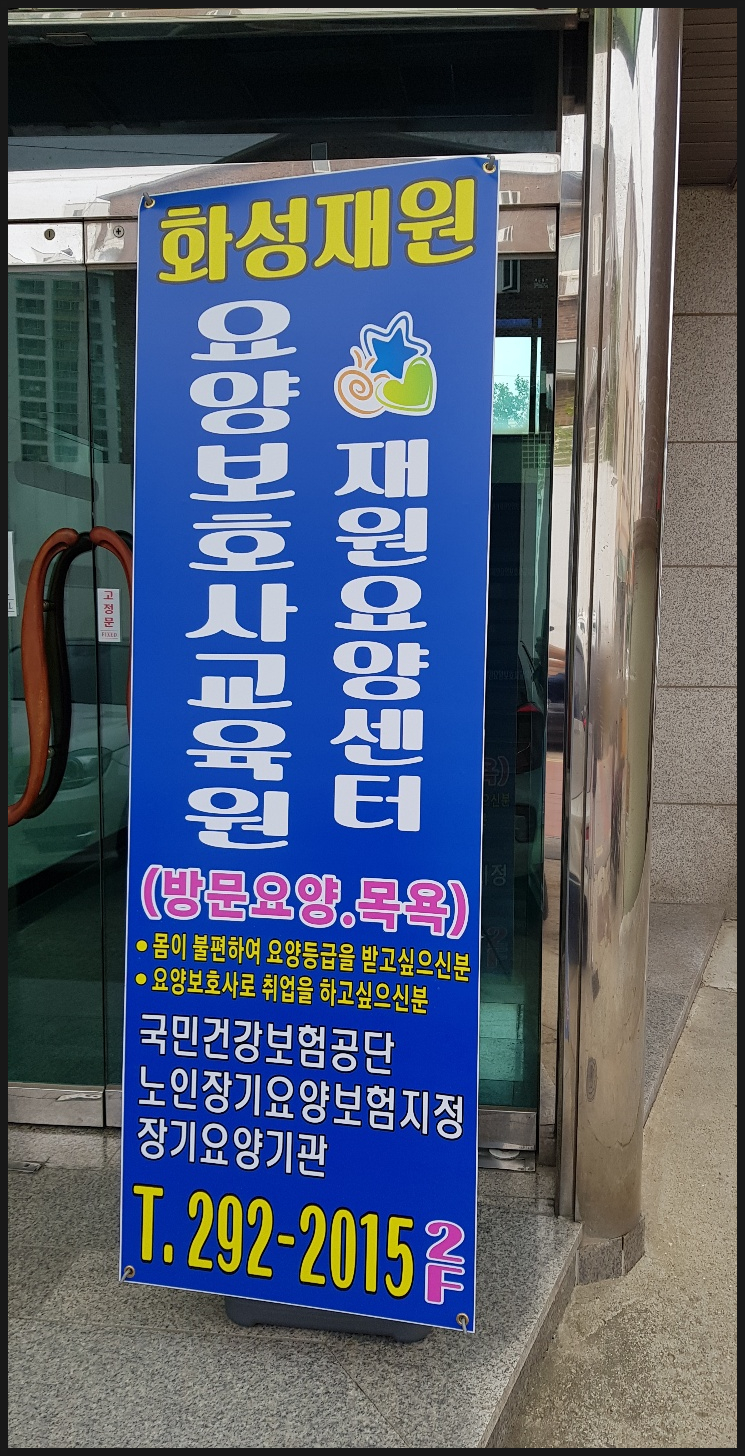 화성재원
요양보호사교육원
재원요양센터
(방문요양.목욕)
• 몸이 불편하여 요양등급을 받고싶으신분
• 요양보호사로 취업을 하고싶으신분
국민건강보험공단
노인장기요양보험지정
장기요양기관
T. 292-2015 2F
고정문
FIXED